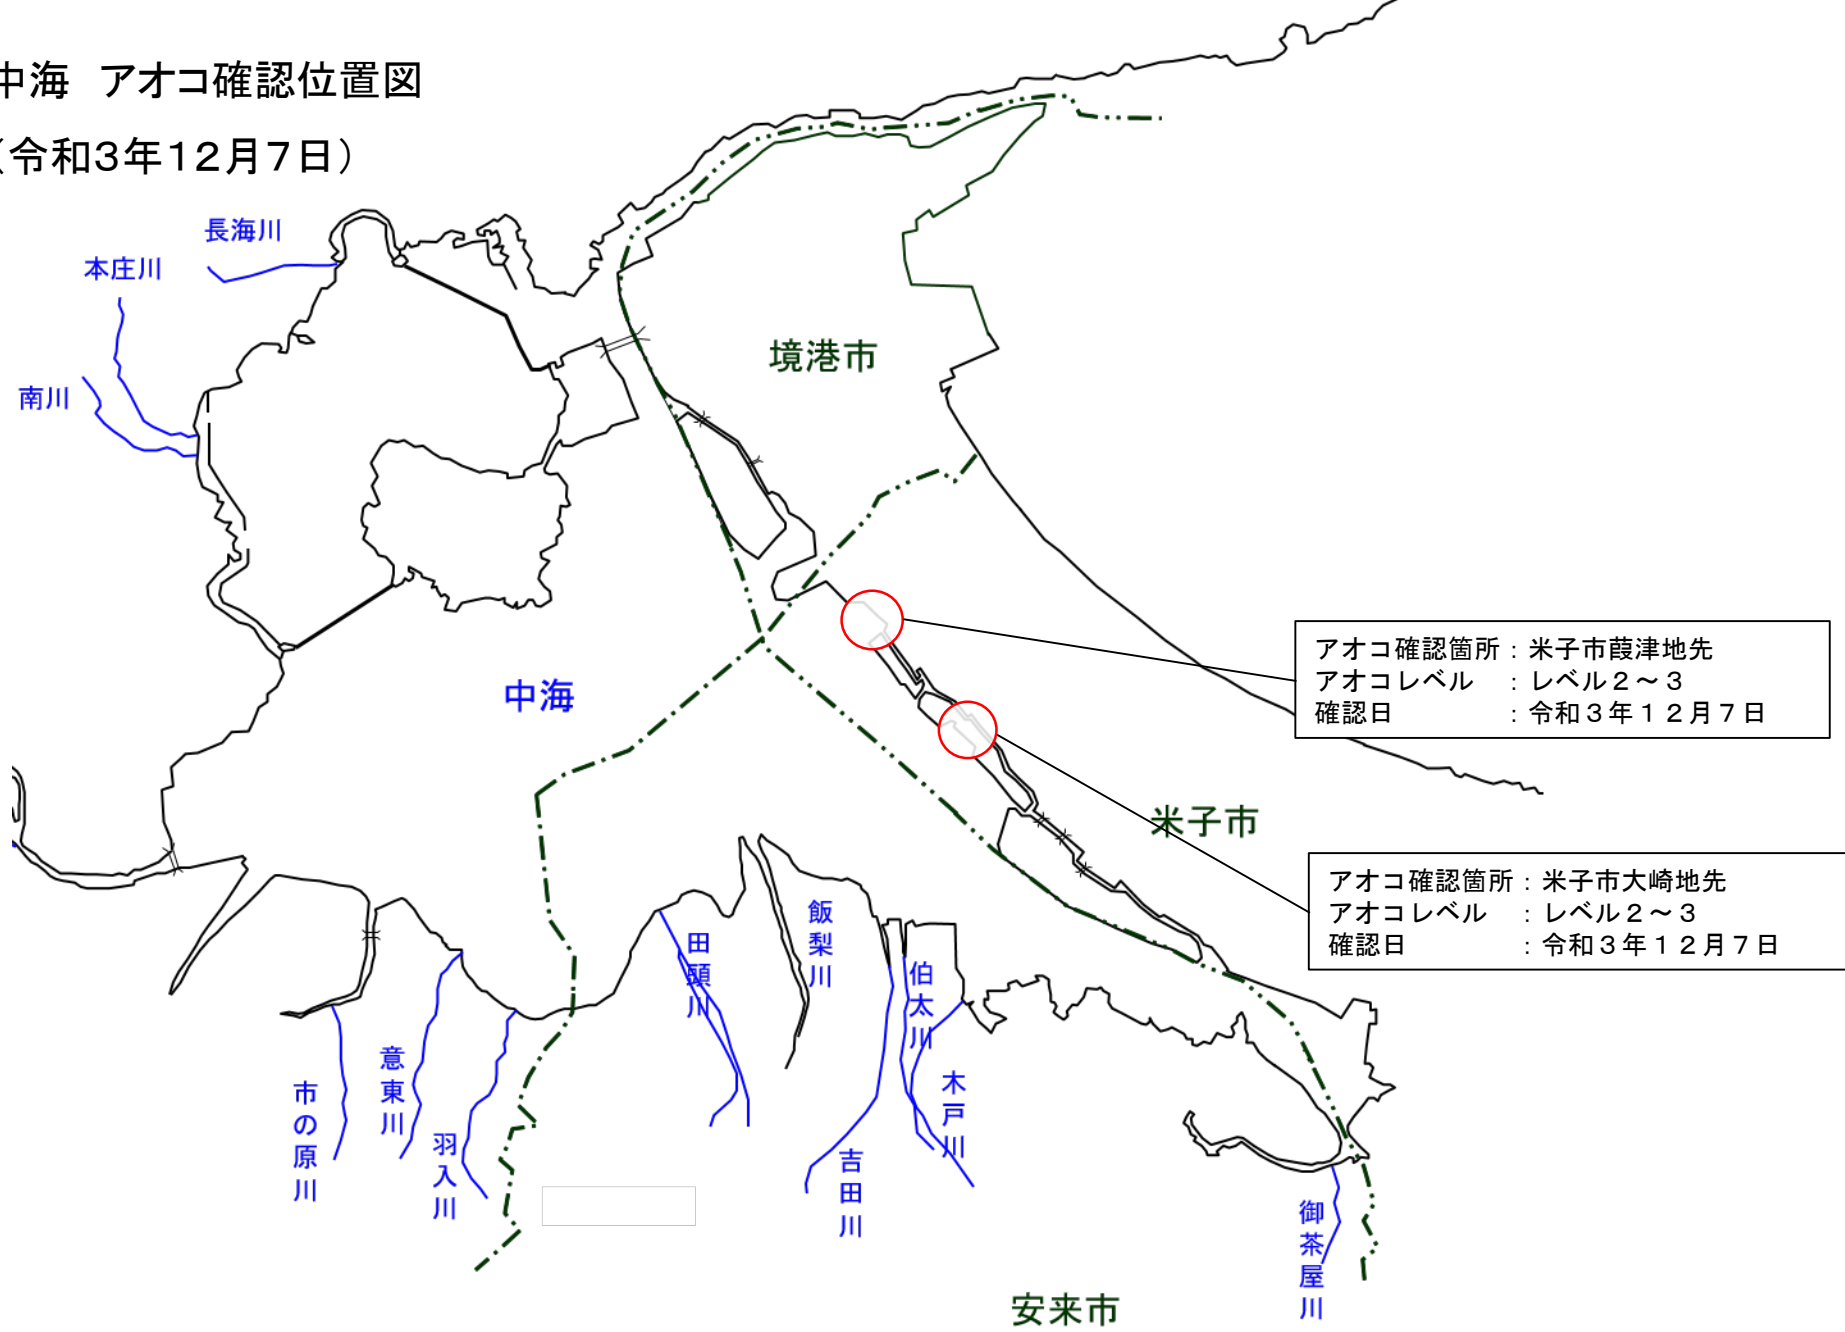 中海 アオコ確認位置図
（令和3年12月7日）
長海川
本庄川
南川
境港市
中海
アオコ確認箇所：米子市葭津地先
アオコレベル ：レベル２～３
確認日 ：令和３年１２月７日
米子市
アオコ確認箇所：米子市大崎地先
アオコレベル ：レベル２～３
確認日 ：令和３年１２月７日
田頭川
飯梨川
伯太川
木戸川
意東川
市の原川
羽入川
吉田川
御茶屋川
安来市